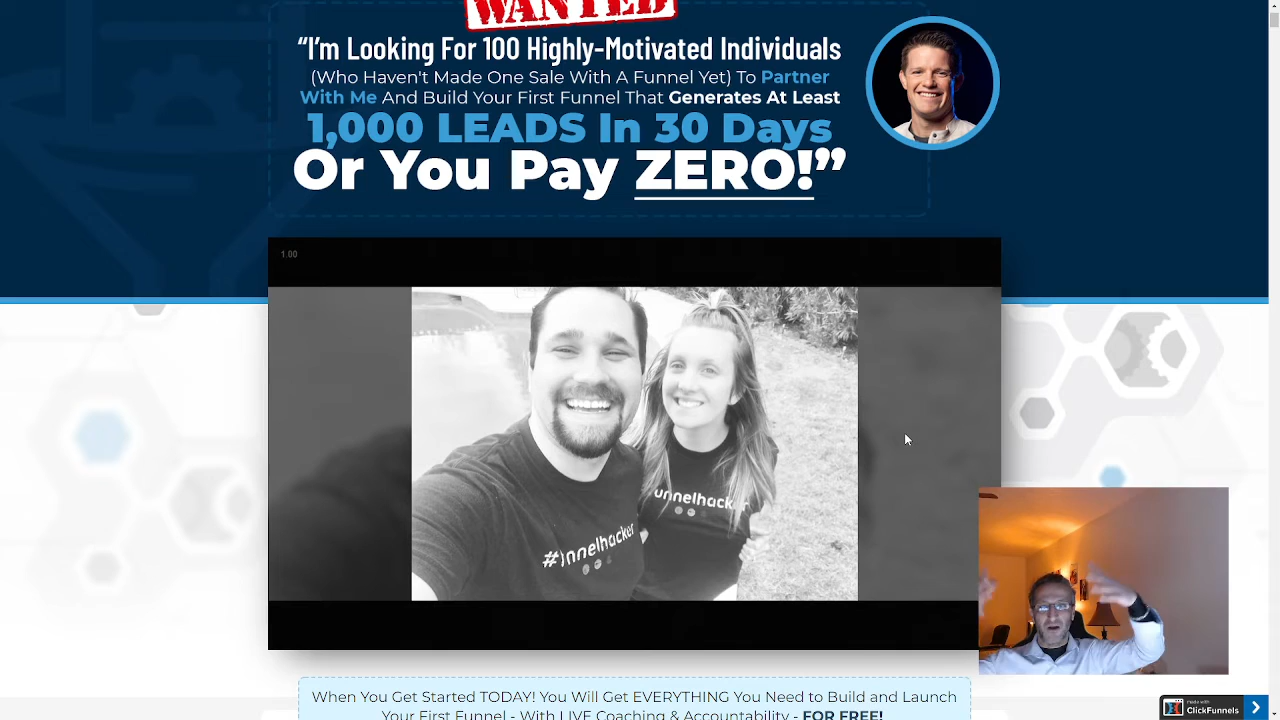 WANTED
“I’m Looking For 100 Highly-Motivated Individuals
(Who Haven't Made One Sale With A Funnel Yet) To Partner
With Me And Build Your First Funnel That Generates At Least
1,000 LEADS In 30 Days
Or You Pay ZERO!”
1.00
unnelhacker
#)nnelhacker
When You Get Started TODAY! You Will Get EVERYTHING You Need to Build and Launch
Your First Funnel With LIVE Coaching & Accountability - FOR FREE!
made with
ClickFunnels